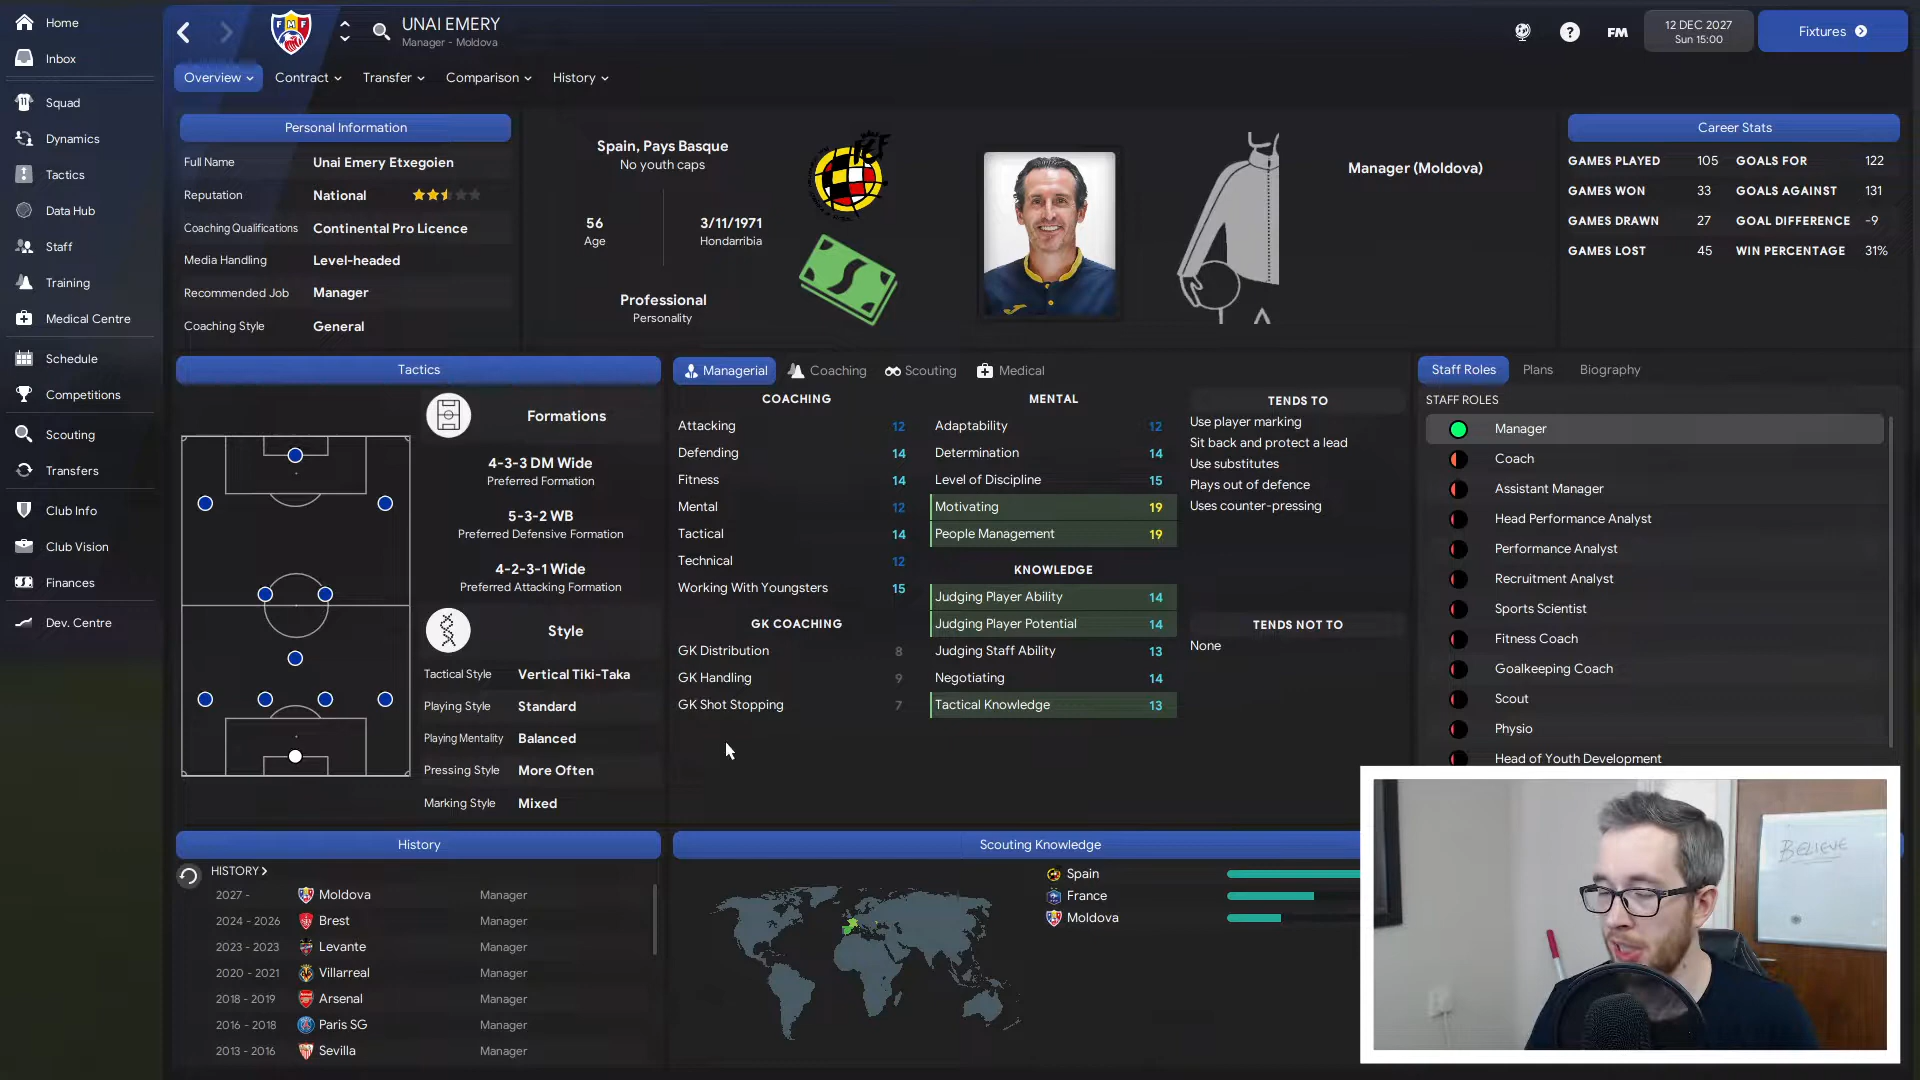 Home
Inbox
Squad
Dynamics
Tactics
Data Hub
Staff
Training
Medical Centre
Schedule
Competitions
Scouting
Transfers
Club Info
Club Vision
Finances
Dev. Centre
FMF
UNAI EMERY
Manager - Moldova
?
FM
12 DEC 2027
Sun 15:00
Fixtures
Overview
Contract
Transfer
Comparison
History
Personal Information
Full Name Unai Emery Etxegoien
Reputation National
Coaching Qualifications Continental Pro Licence
Media Handling Level-headed
Recommended Job Manager
Coaching Style General
Spain, Pays Basque
No youth caps
56
Age
3/11/1971
Hondarribia
Professional
Personality
Manager (Moldova)
Career Stats
GAMES PLAYED 105 GOALS FOR 122
GAMES WON 33 GOALS AGAINST 131
GAMES DRAWN 27 GOAL DIFFERENCE -9
GAMES LOST 45 WIN PERCENTAGE 31%
Tactics
Formations
4-3-3 DM Wide
Preferred Formation
5-3-2 WB
Preferred Defensive Formation
4-2-3-1 Wide
Preferred Attacking Formation
Style
Tactical Style Vertical Tiki-Taka
Playing Style Standard
Playing Mentality Balanced
Pressing Style More Often
Marking Style Mixed
Managerial
Coaching
Scouting
Medical
COACHING
Attacking 12
Defending 14
Fitness 14
Mental 12
Tactical 14
Technical 12
Working With Youngsters 15
GK COACHING
GK Distribution 8
GK Handling 9
GK Shot Stopping 7
MENTAL
Adaptability 12
Determination 14
Level of Discipline 15
Motivating 19
People Management 19
KNOWLEDGE
Judging Player Ability 14
Judging Player Potential 14
Judging Staff Ability 13
Negotiating 14
Tactical Knowledge 13
TENDS TO
Use player marking
Sit back and protect a lead
Use substitutes
Plays out of defence
Uses counter-pressing
TENDS NOT TO
None
Staff Roles
Plans
Biography
STAFF ROLES
Manager
Coach
Assistant Manager
Head Performance Analyst
Performance Analyst
Recruitment Analyst
Sports Scientist
Fitness Coach
Goalkeeping Coach
Scout
Physio
Head of Youth Development
History
HISTORY
2027 - Moldova Manager
2024 - 2026 Brest Manager
2023 - 2023 Levante Manager
2020 - 2021 Villarreal Manager
2018 - 2019 Arsenal Manager
2016 - 2018 Paris SG Manager
2013 - 2016 Sevilla Manager
Scouting Knowledge
Spain
France
Moldova
BELIEVE